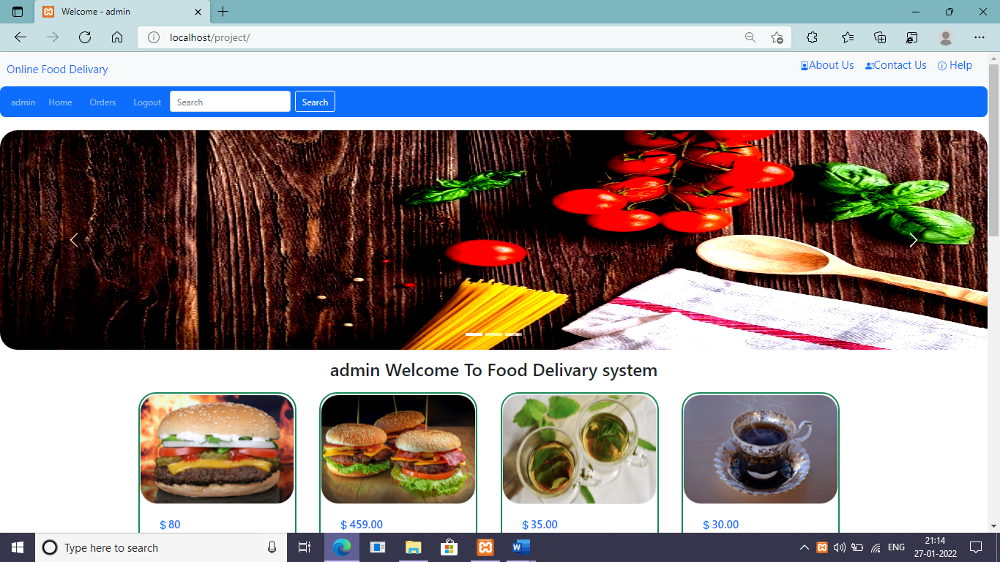 Welcome - admin
localhost/project/
Online Food Delivary
About Us Contact Us Help
admin Home Orders Logout Search Search
admin Welcome To Food Delivary system
$ 80 $ 459.00 $ 35.00 $ 30.00
Type here to search
ENG
21:14
27-01-2022